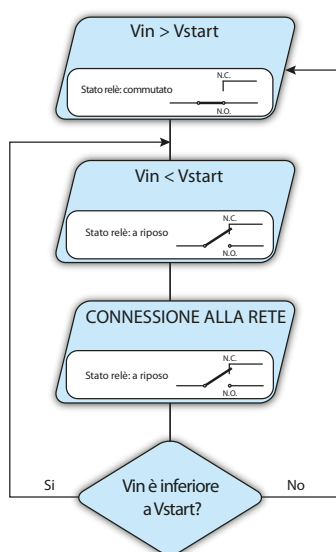 Vin > Vstart
N.C.
Stato relè: commutato
N.O.
Vin < Vstart
N.C.
Stato relè: a riposo
N.O.
CONNESSIONE ALLA RETE
N.C.
Stato relè: a riposo
N.O.
Si
No
Vin è inferiore
a Vstart?